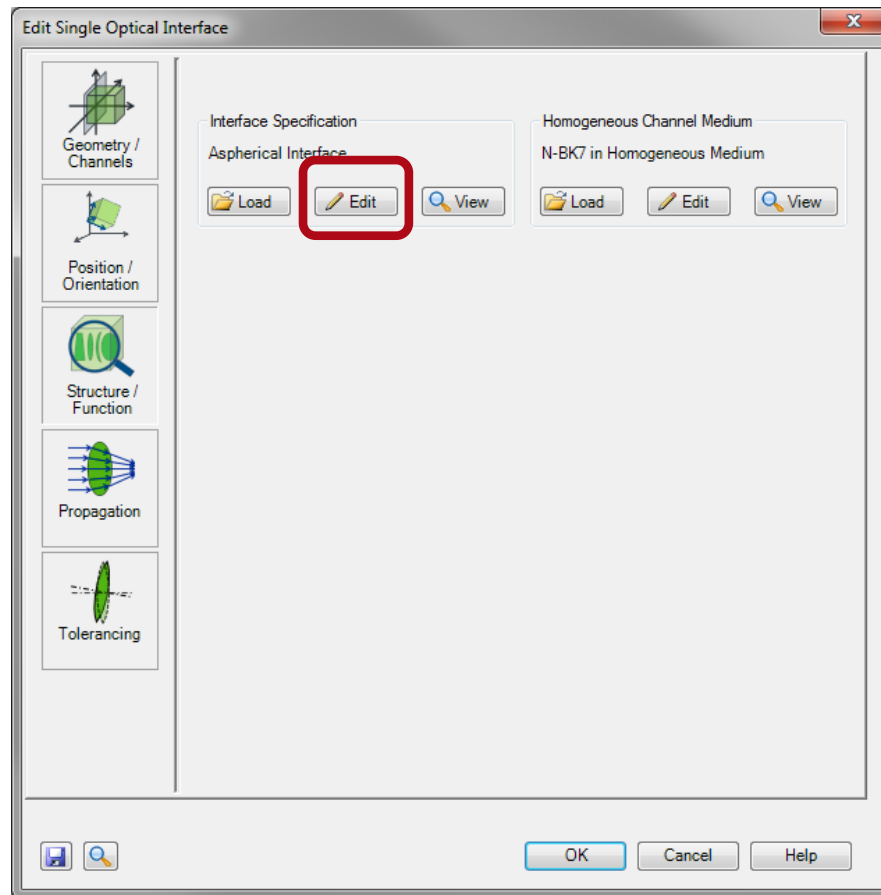 Edit Single Optical Interface
Geometry /
Channels
Position /
Orientation
Structure /
Function
Propagation
Tolerancing
Interface Specification
Aspherical Interface
Load
Edit
View
Homogeneous Channel Medium
N-BK7 in Homogeneous Medium
Load
Edit
View
OK
Cancel
Help